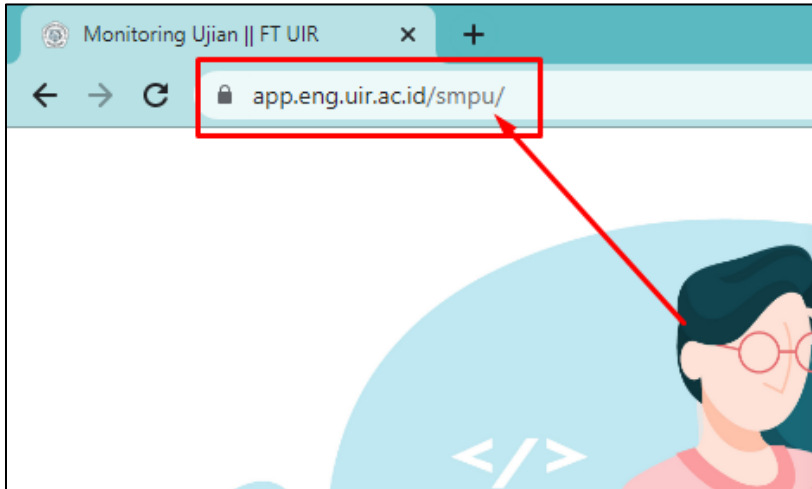 Monitoring Ujian || FT UIR
app.eng.uir.ac.id/smpu/
</>